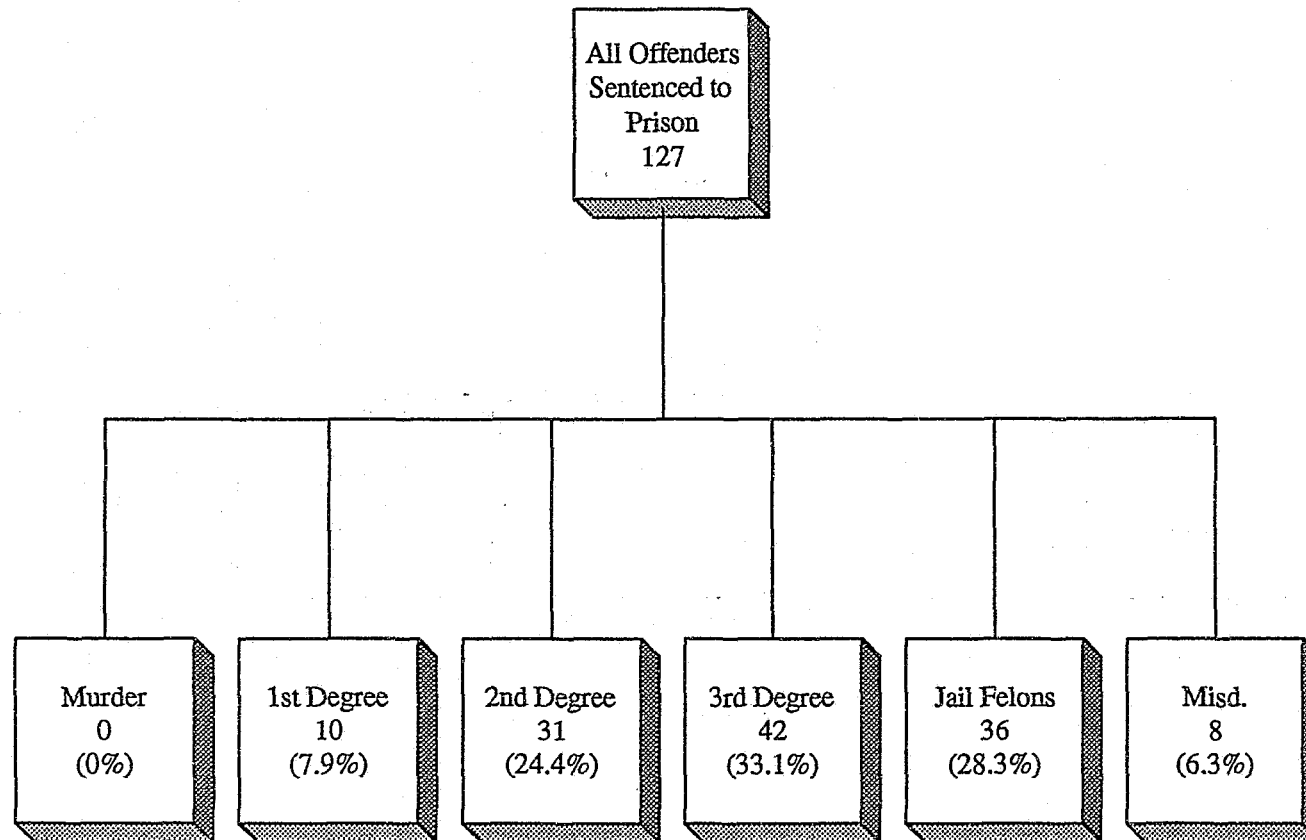 All Offenders
Sentenced to
Prison
127
Murder
0
(0%)
1st Degree
10
(7.9%)
2nd Degree
31
(24.4%)
3rd Degree
42
(33.1%)
Jail Felons
36
(28.3%)
Misd.
8
(6.3%)